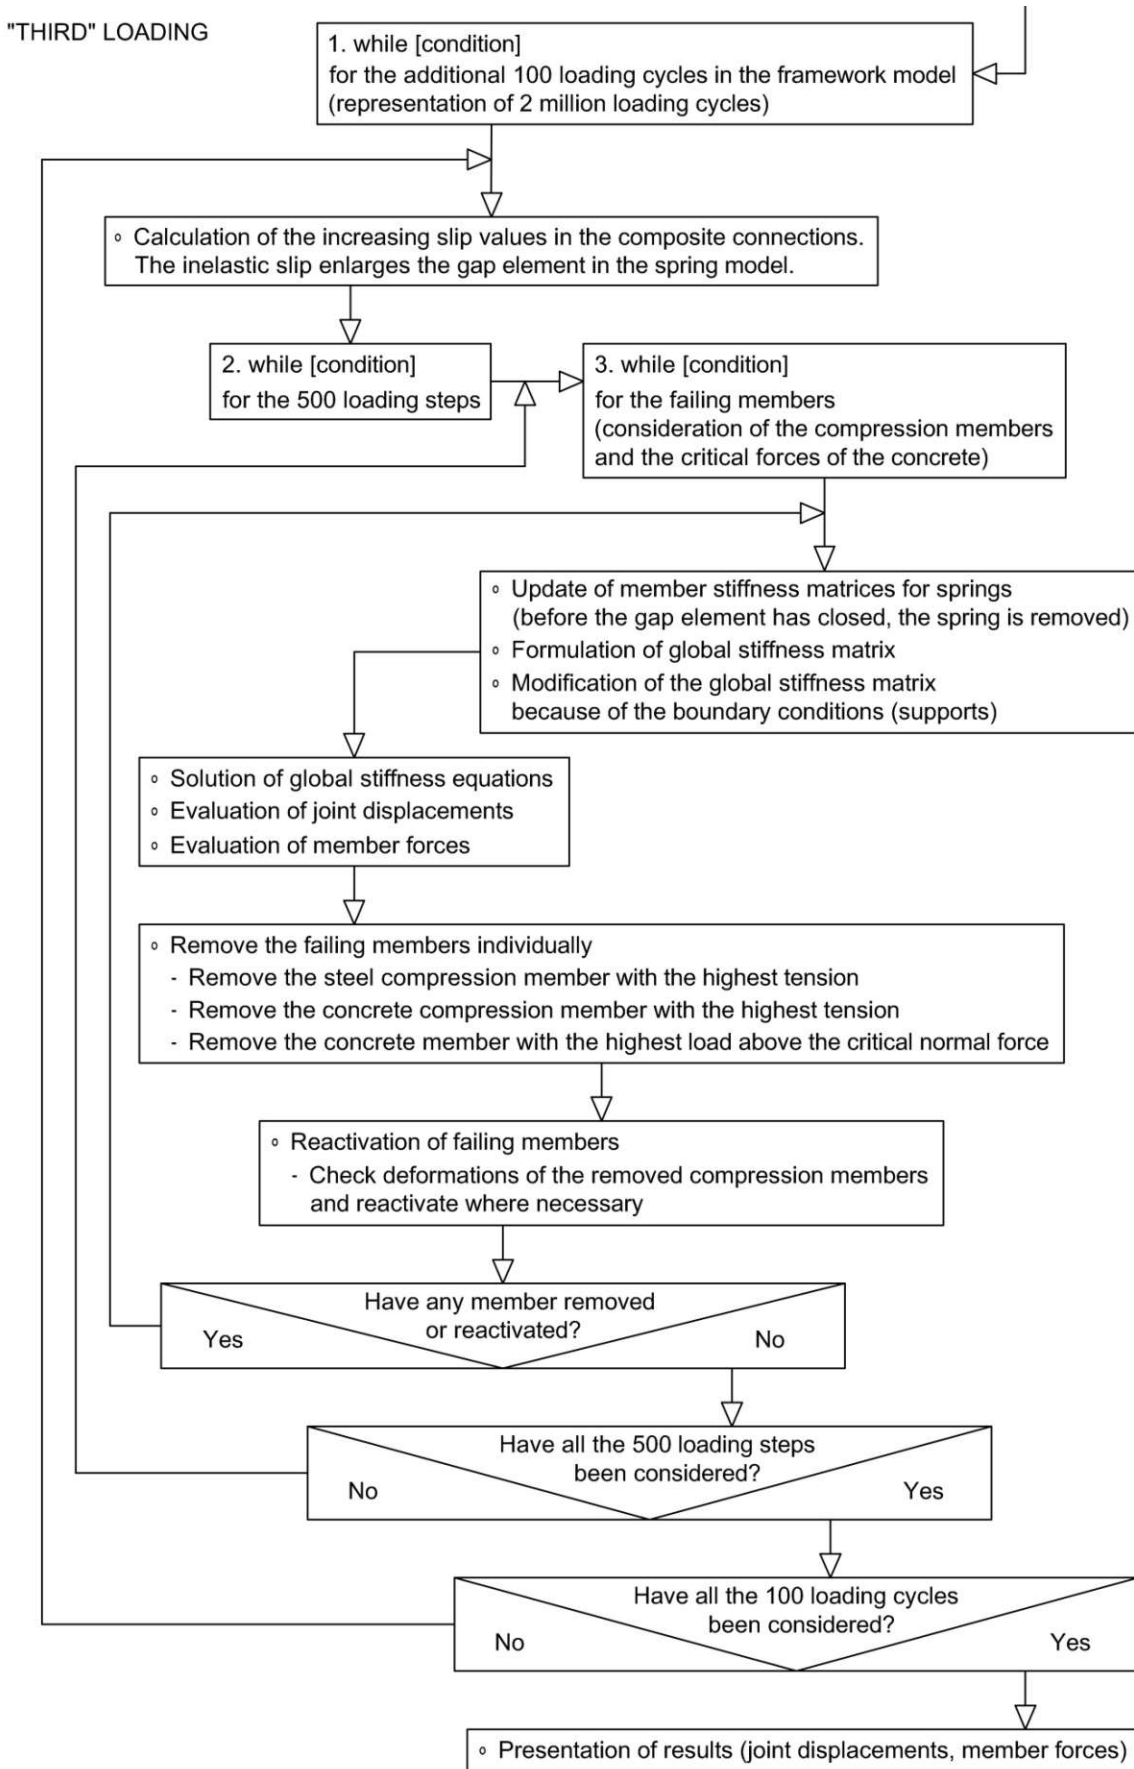 "THIRD" LOADING
1. while [condition]
for the additional 100 loading cycles in the framework model
(representation of 2 million loading cycles)
∘ Calculation of the increasing slip values in the composite connections.
The inelastic slip enlarges the gap element in the spring model.
2. while [condition]
for the 500 loading steps
3. while [condition]
for the failing members
(consideration of the compression members
and the critical forces of the concrete)
∘ Update of member stiffness matrices for springs
(before the gap element has closed, the spring is removed)
∘ Formulation of global stiffness matrix
∘ Modification of the global stiffness matrix
because of the boundary conditions (supports)
∘ Solution of global stiffness equations
∘ Evaluation of joint displacements
∘ Evaluation of member forces
∘ Remove the failing members individually
- Remove the steel compression member with the highest tension
- Remove the concrete compression member with the highest tension
- Remove the concrete member with the highest load above the critical normal force
∘ Reactivation of failing members
- Check deformations of the removed compression members
and reactivate where necessary
Have any member removed
or reactivated?
Yes No
Have all the 500 loading steps
been considered?
No Yes
Have all the 100 loading cycles
been considered?
No Yes
∘ Presentation of results (joint displacements, member forces)